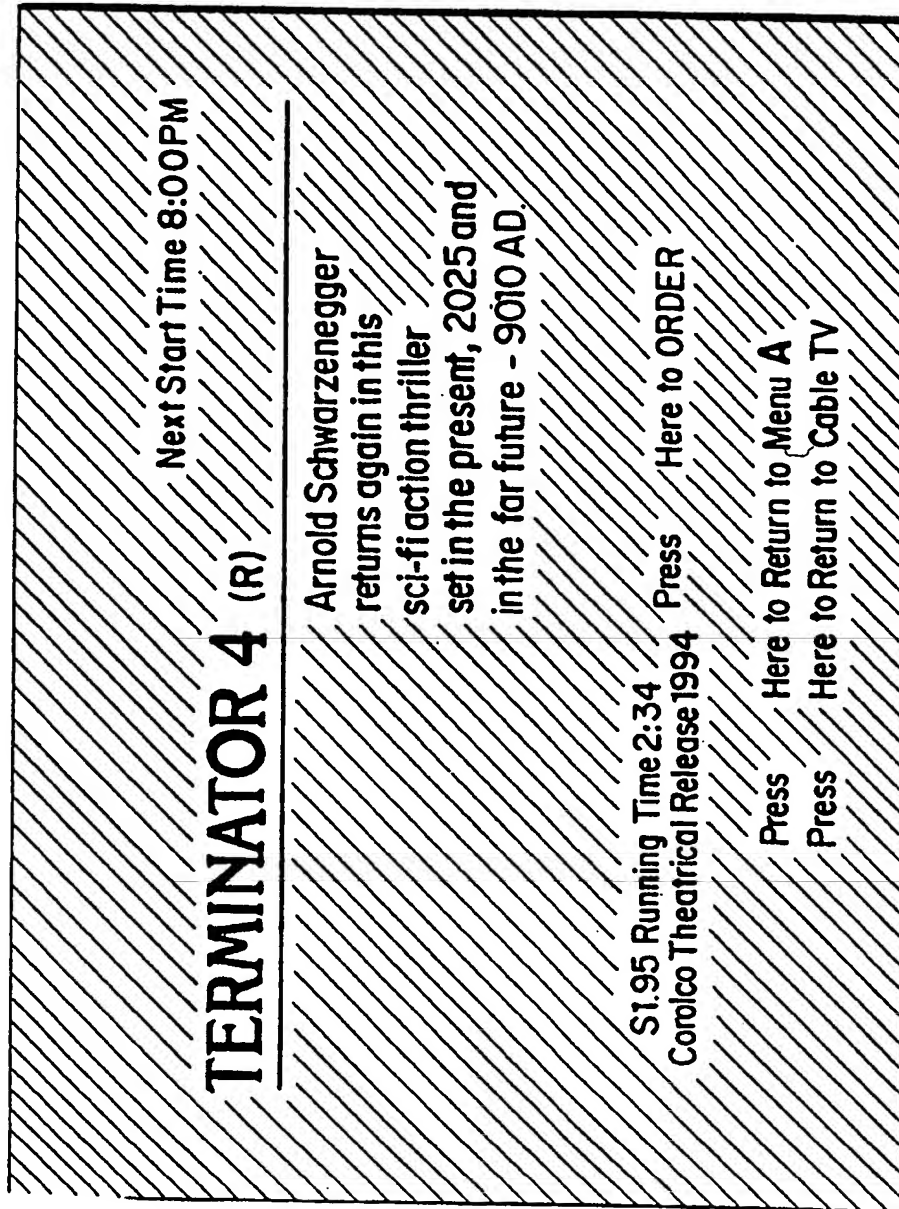 Next Start Time 8:00PM
TERMINATOR 4 (R)
Arnold Schwarzenegger
returns again in this
sci-fi action thriller
set in the present, 2025 and
in the far future - 9010 AD.
S1.95 Running Time 2:34 Press Here to ORDER
Corolco Theatrical Release 1994
Press Here to Return to Menu A
Press Here to Return to Cable TV